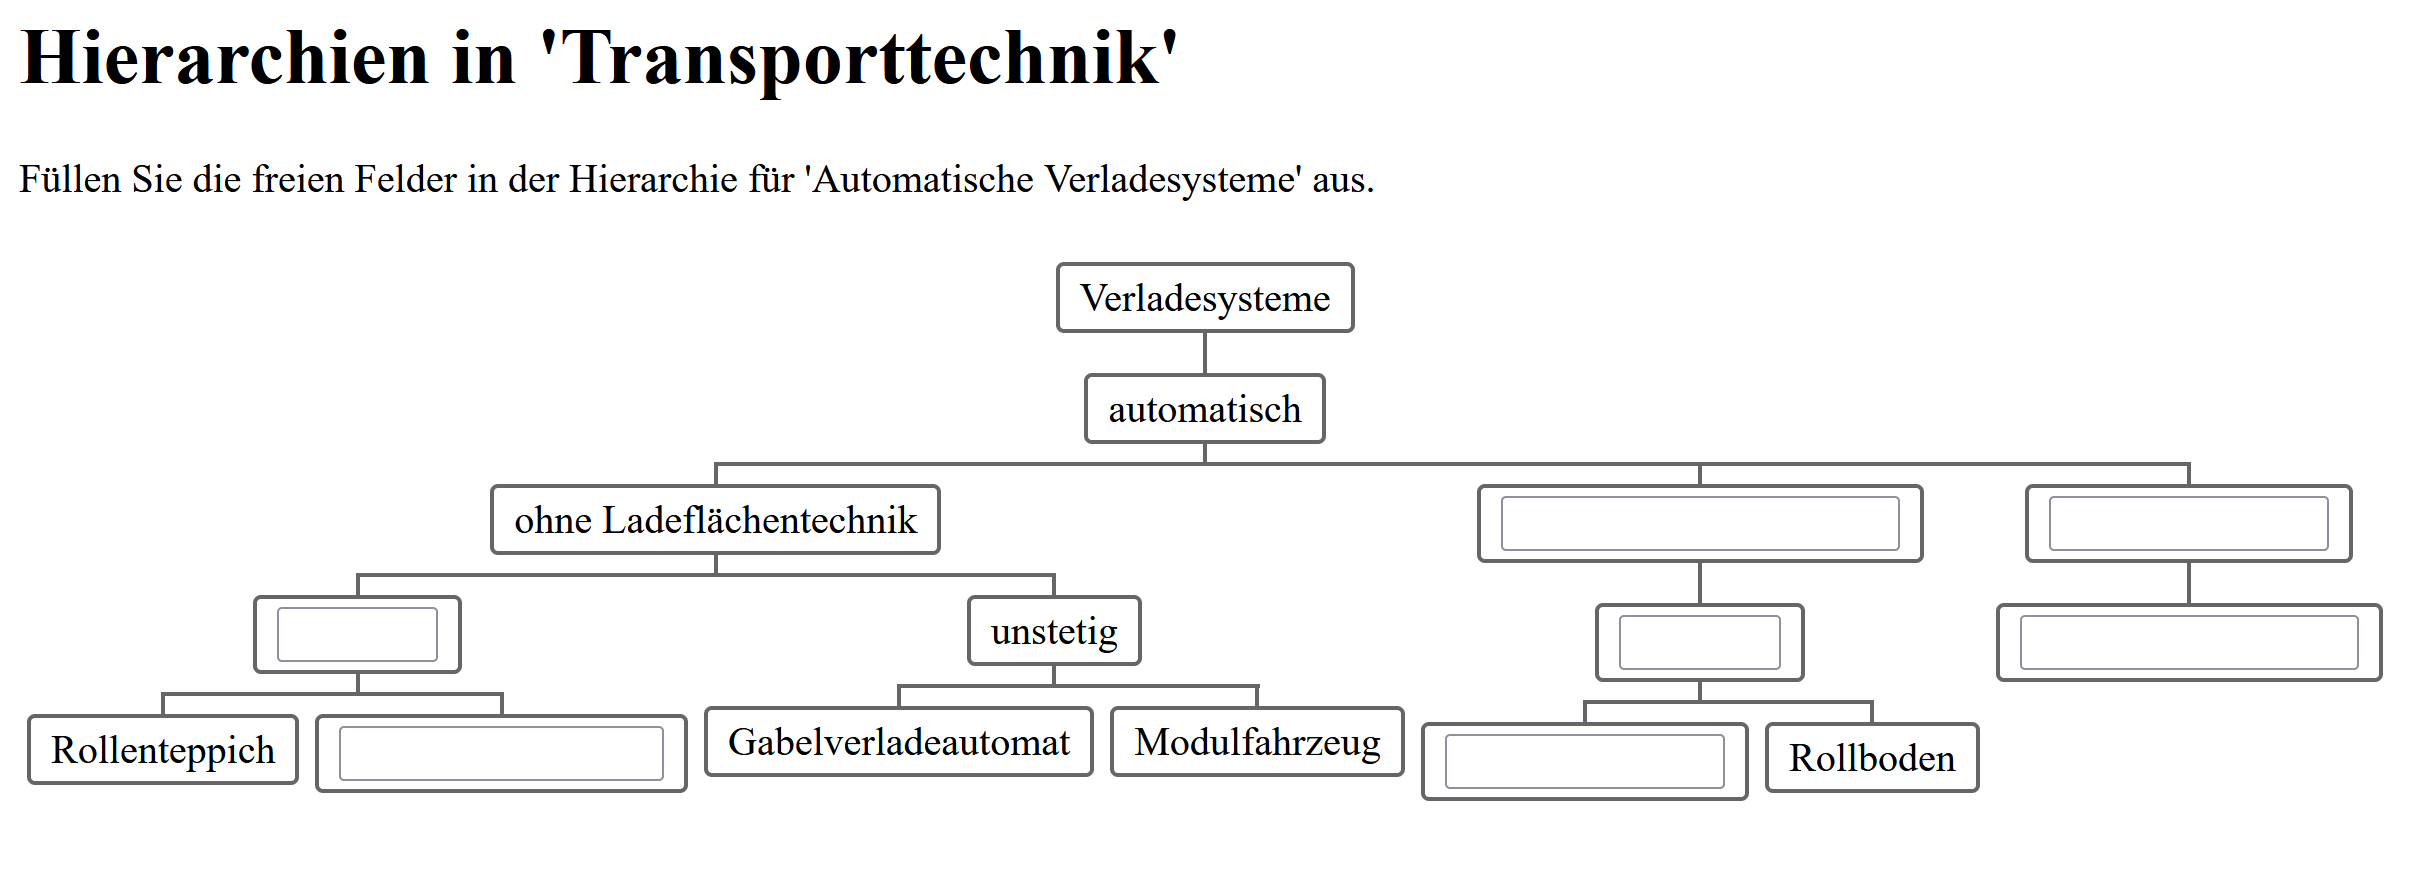 Hierarchien in 'Transporttechnik'
Füllen Sie die freien Felder in der Hierarchie für 'Automatische Verladesysteme' aus.
Verladesysteme
automatisch
ohne Ladeflächentechnik
unstetig
Rollenteppich
Gabelverladeautomat
Modulfahrzeug
Rollboden